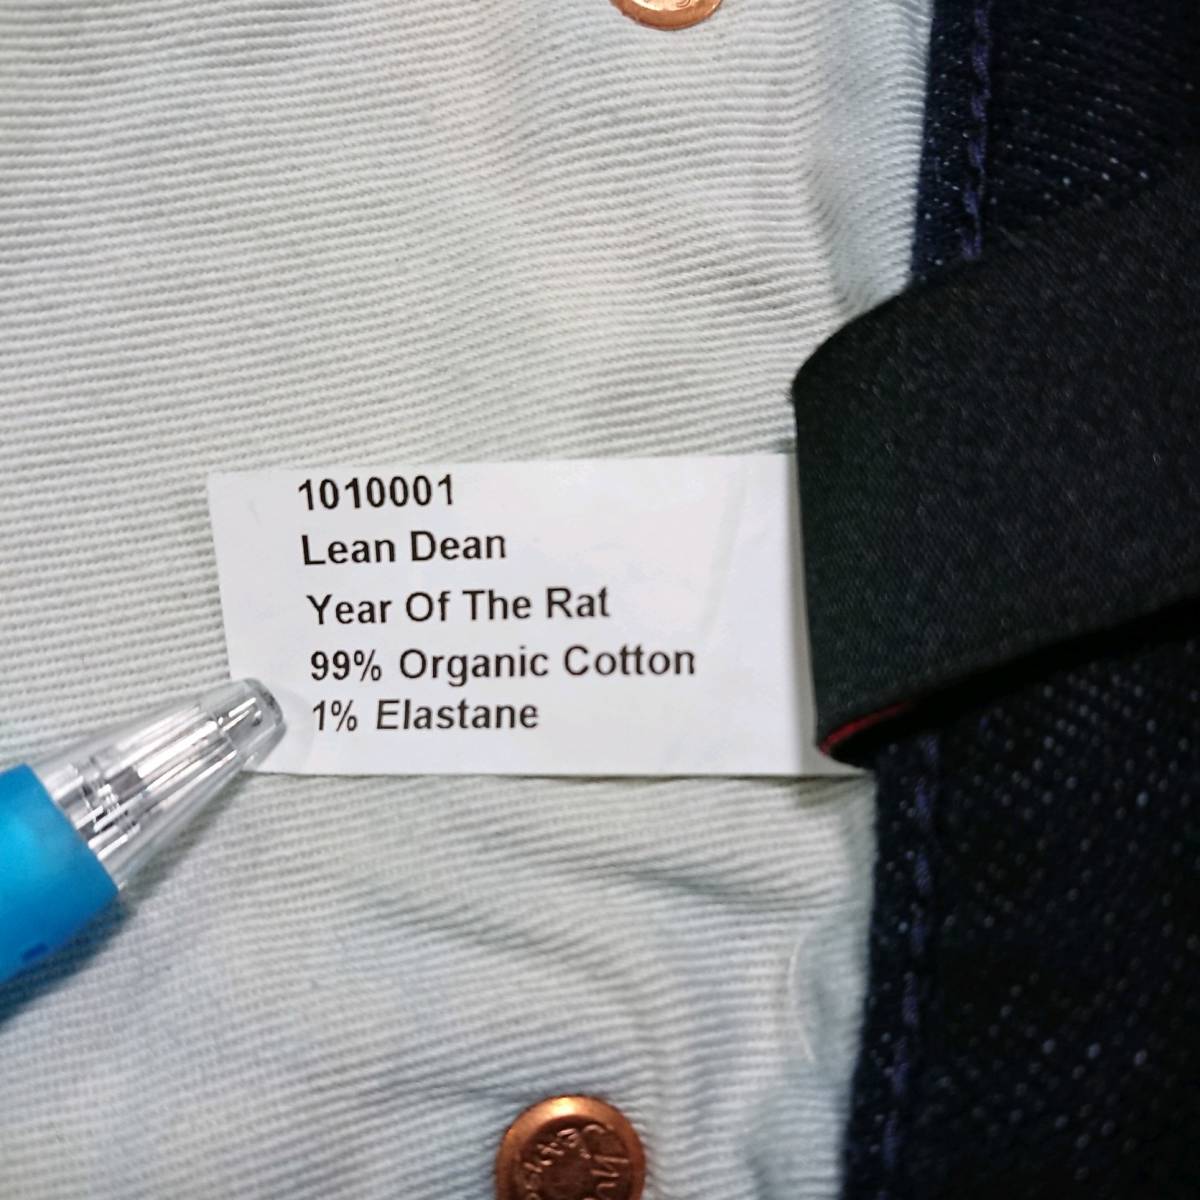 1010001
Lean Dean
Year Of The Rat
99% Organic Cotton
1% Elastane